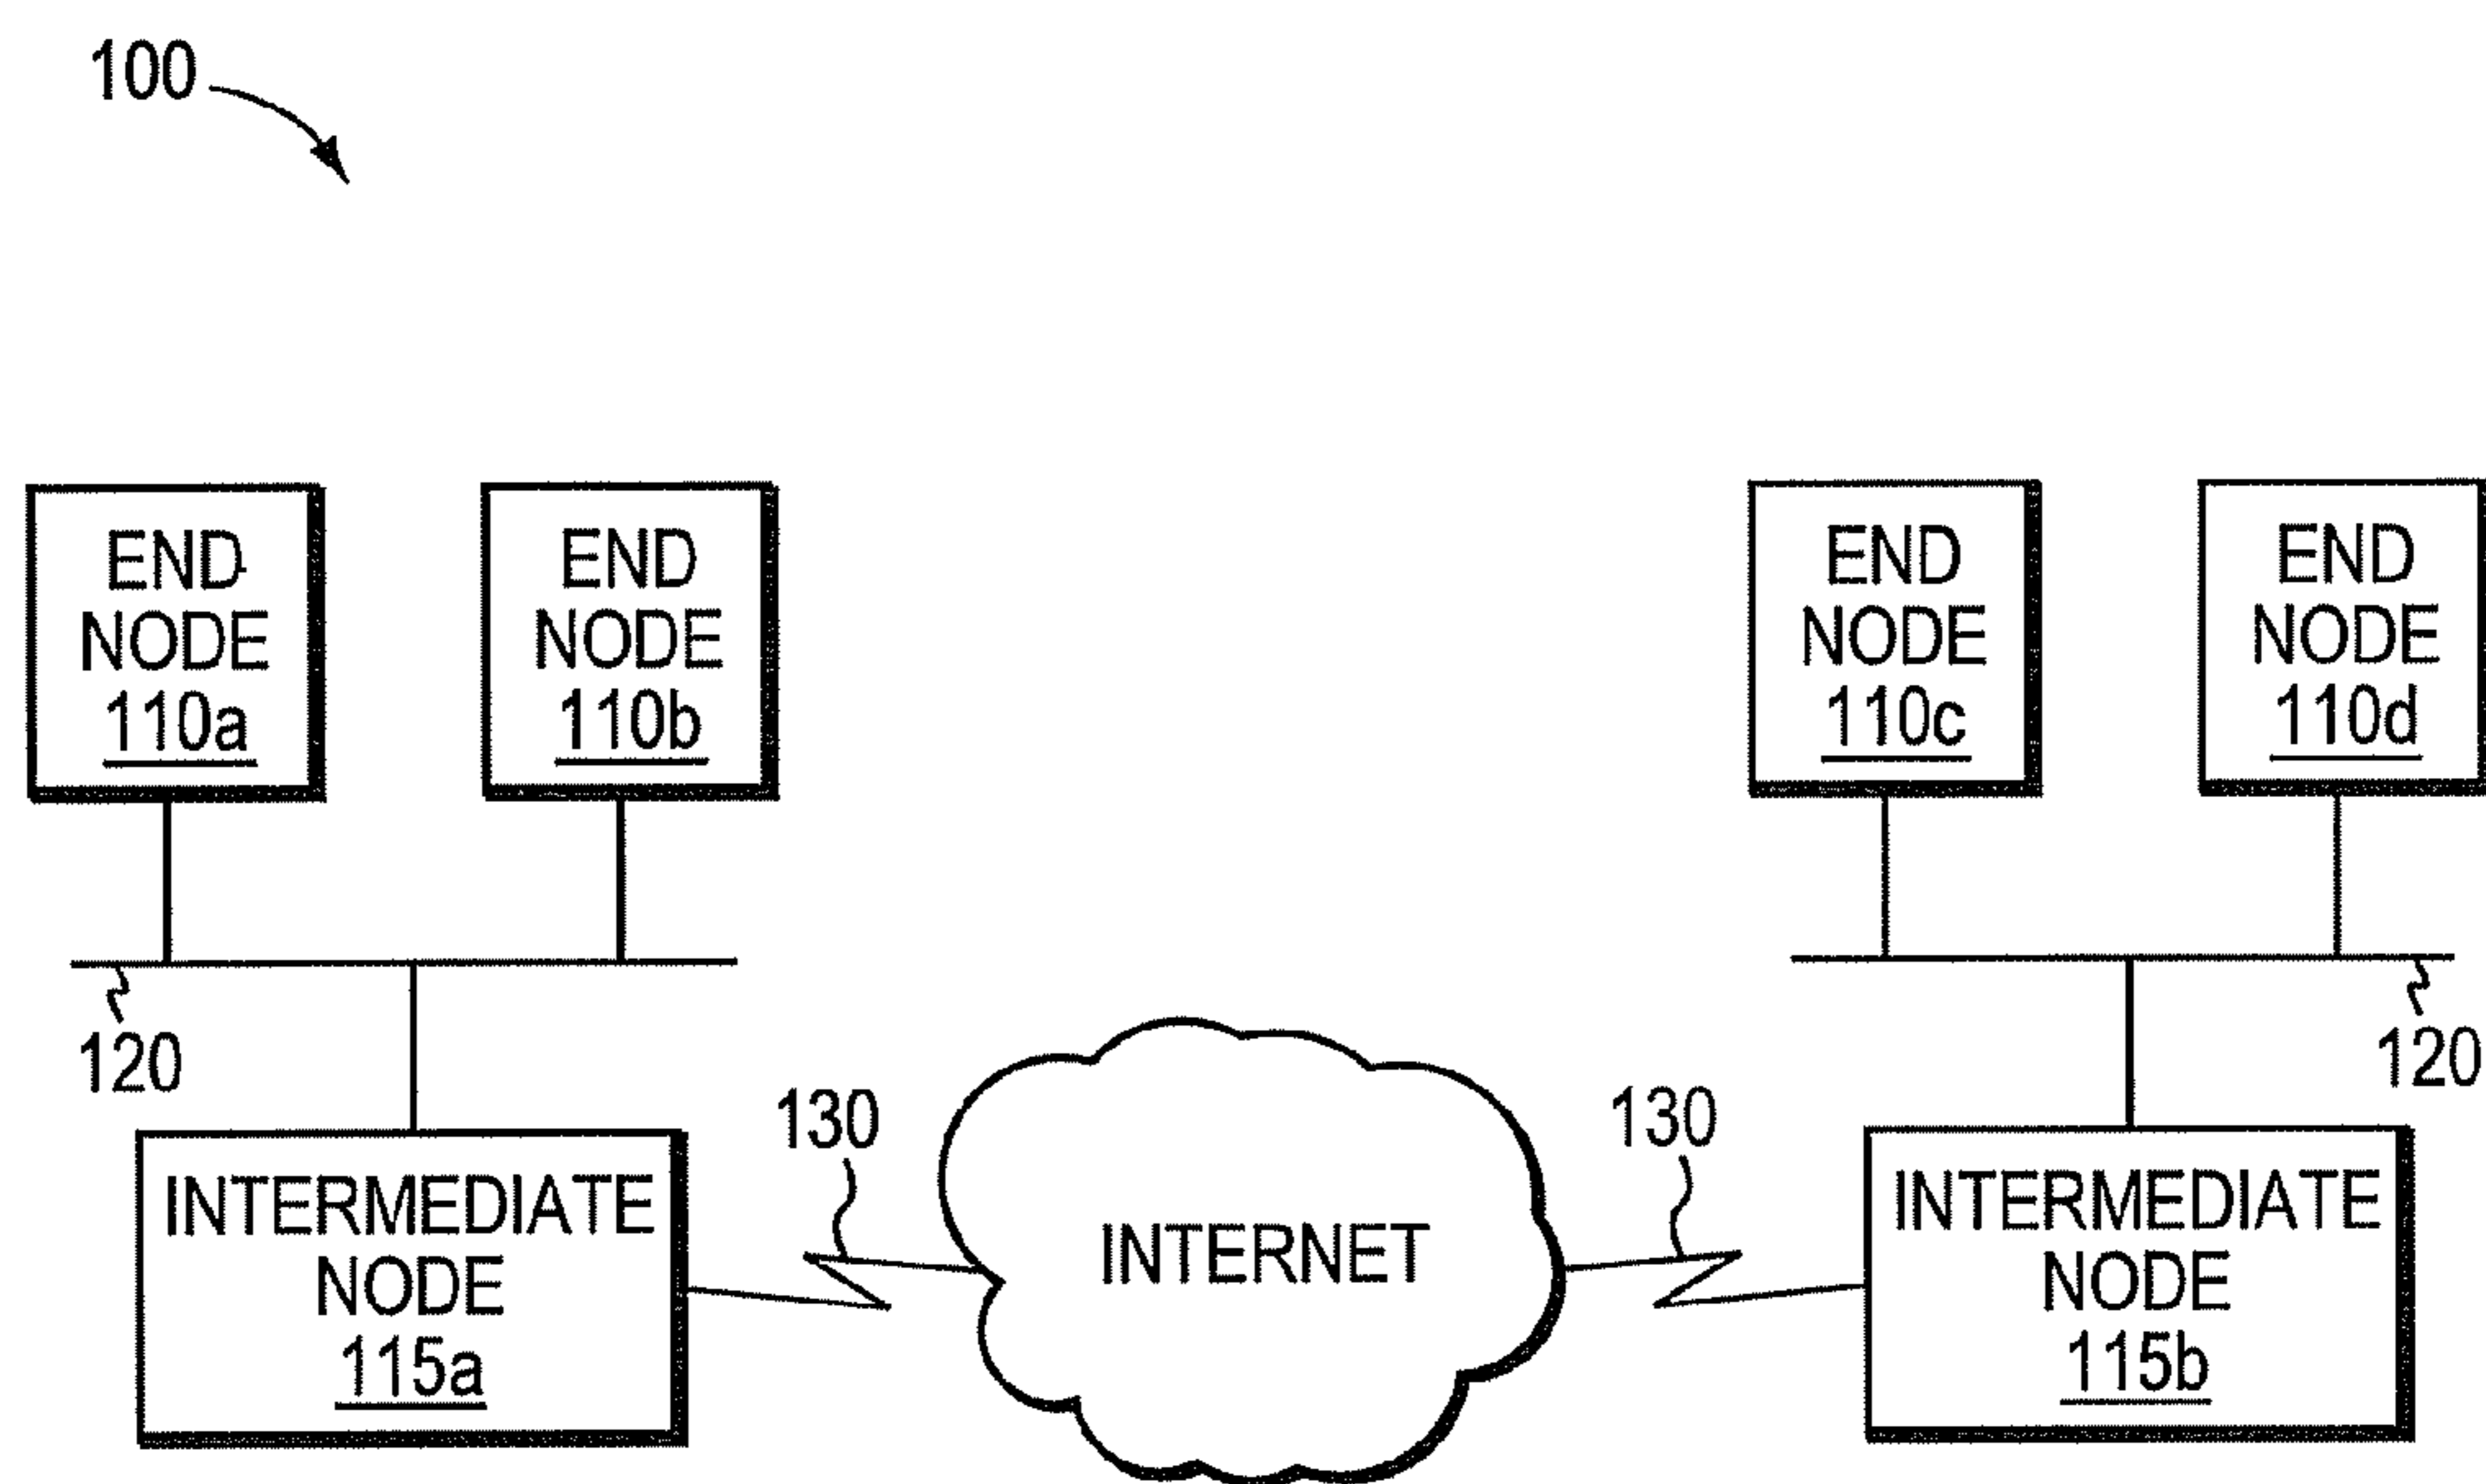 100
END
NODE
110a
END
NODE
110b
END
NODE
110c
END
NODE
110d
120
120
130
130
INTERMEDIATE
NODE
115a
INTERNET
INTERMEDIATE
NODE
115b